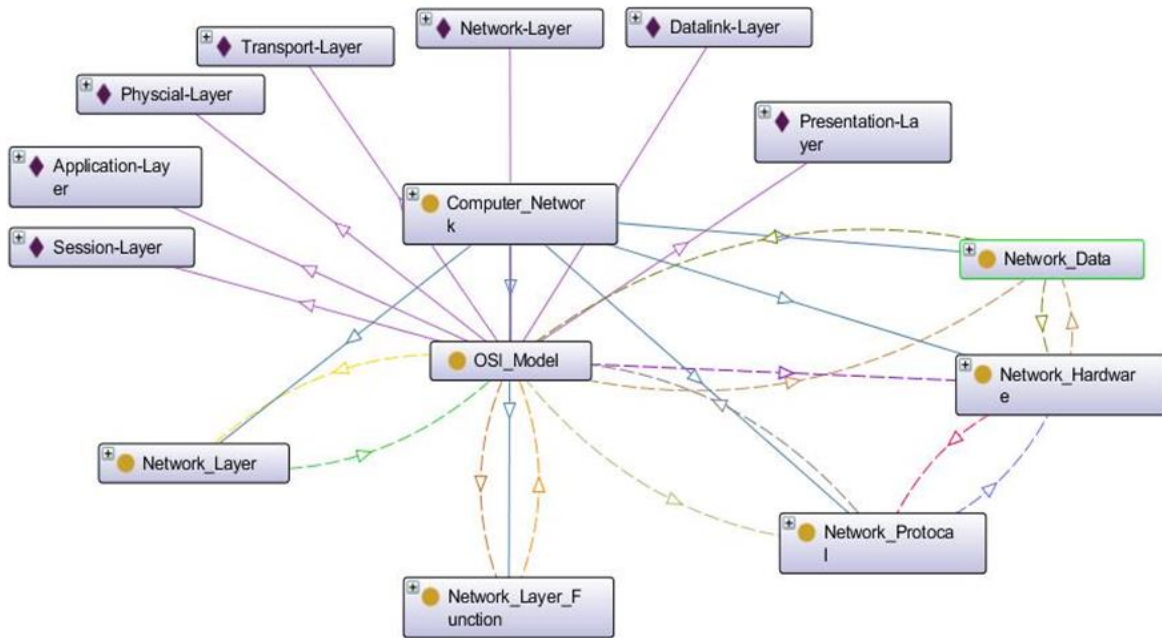 Network-Layer
Datalink-Layer
Transport-Layer
Physcial-Layer
Presentation-La
yer
Application-Lay
er
Computer_Networ
k
Session-Layer
Network_Data
OSI_Model
Network_Hardwar
e
Network_Layer
Network_Protoca
l
Network_Layer_F
unction